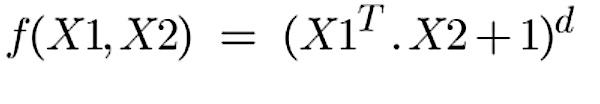 f(X1, X2) = (X1^T . X2 + 1)^d